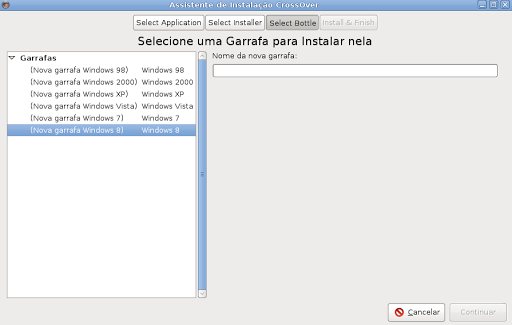 Assistente de Instalação CrossOver
Select Application Select Installer Select Bottle Install & Finish
Selecione uma Garrafa para Instalar nela
Garrafas
(Nova garrafa Windows 98) Windows 98
(Nova garrafa Windows 2000) Windows 2000
(Nova garrafa Windows XP) Windows XP
(Nova garrafa Windows Vista) Windows Vista
(Nova garrafa Windows 7) Windows 7
(Nova garrafa Windows 8) Windows 8
Nome da nova garrafa:
Cancelar Continuar